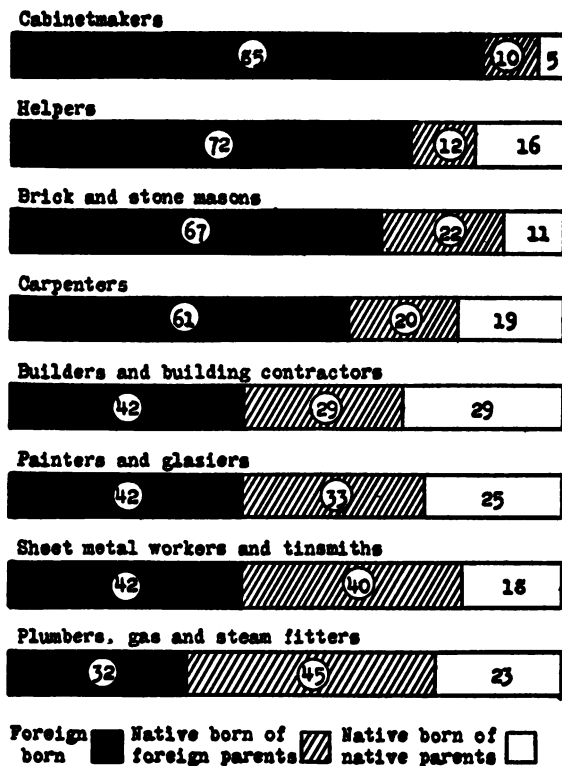 Cabinetmakers
85 10 5
Helpers
72 12 16
Brick and stone masons
67 22 11
Carpenters
61 20 19
Builders and building contractors
42 29 29
Painters and glasiers
42 33 25
Sheet metal workers and tinsmiths
42 40 18
Plumbers, gas and steam fitters
32 45 23
Foreign born
Native born of foreign parents
Native born of native parents